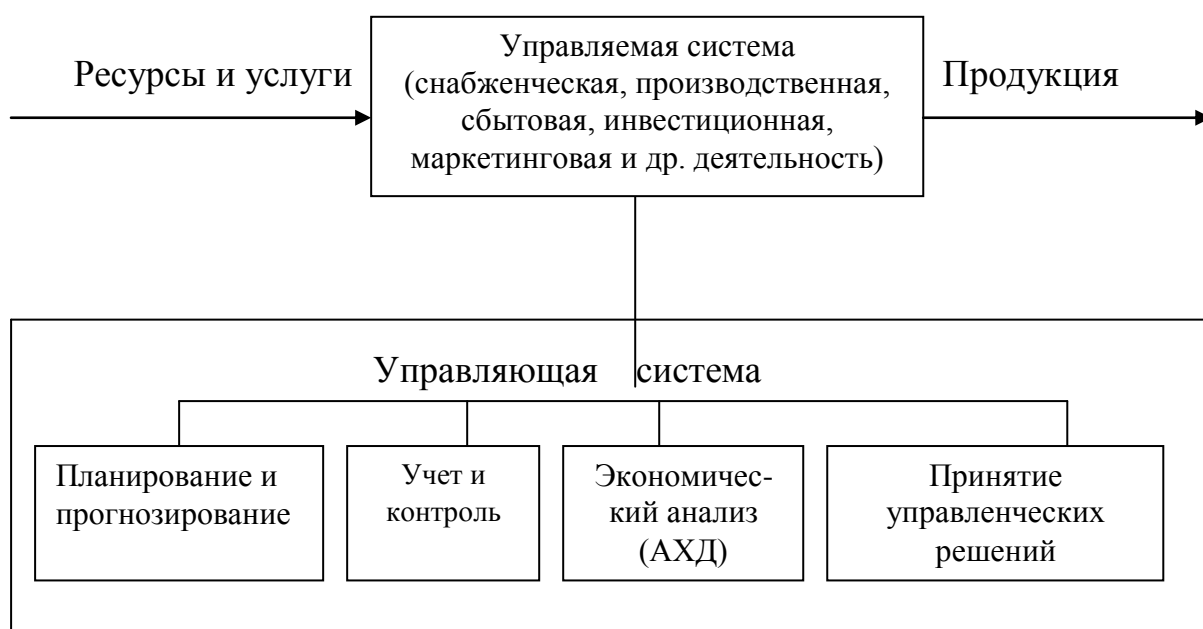 Ресурсы и услуги
Управляемая система
(снабженческая, производственная,
сбытовая, инвестиционная,
маркетинговая и др. деятельность)
Продукция
Управляющая система
Планирование и
прогнозирование
Учет и
контроль
Экономичес-
кий анализ
(АХД)
Принятие
управленческих
решений